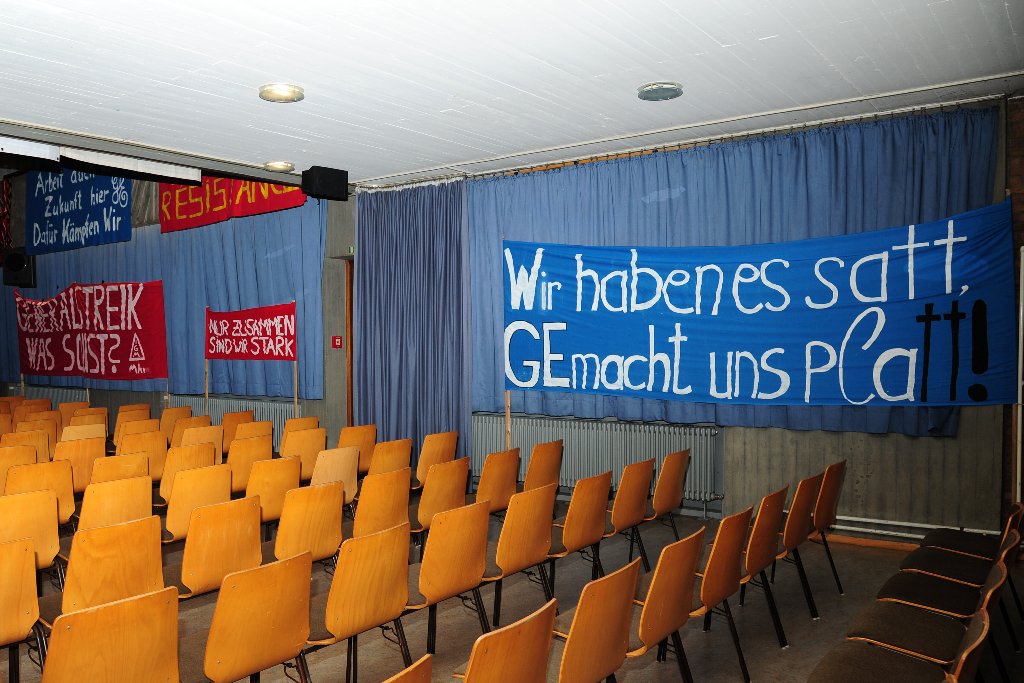 Arbeit auch
Zukunft hier
Dafür Kämpfen Wir
RESISTANCE
GENERALSTREIK
WAS SONST?
NUR ZUSAMMEN
SIND WIR STARK
Wir haben es satt,
GEmacht uns pLatt!